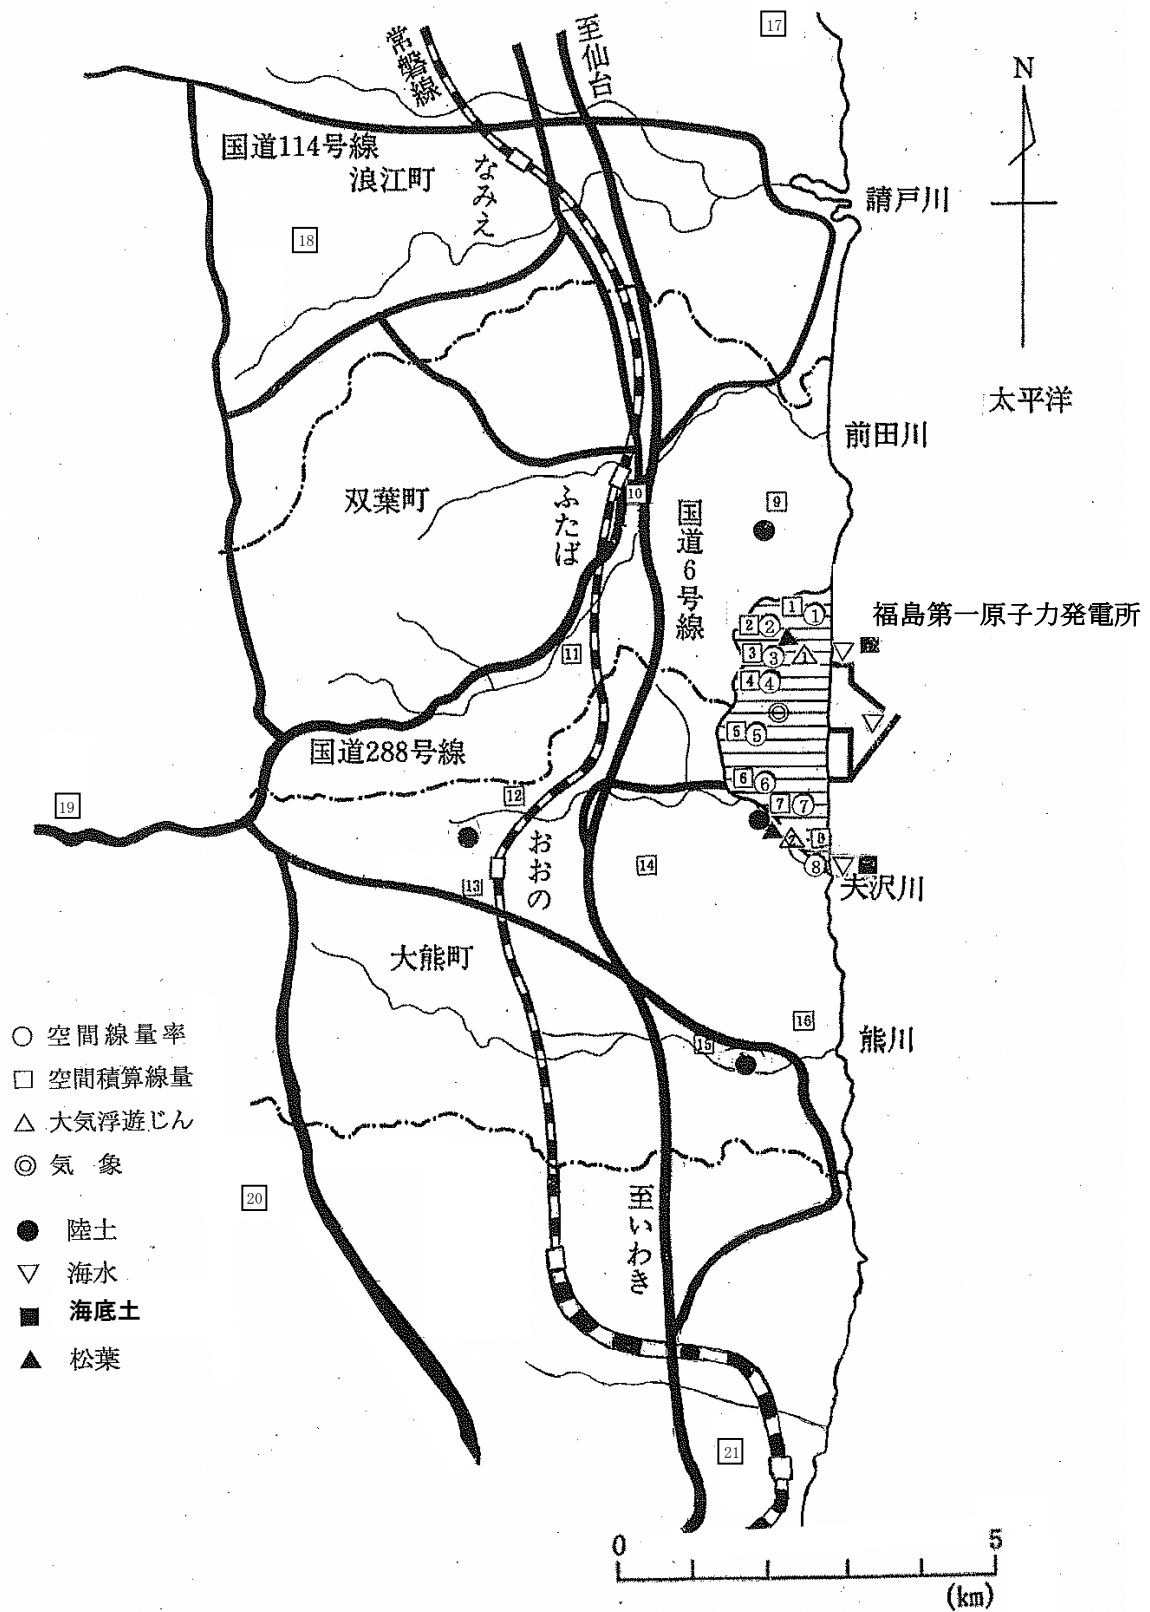 17
至仙台
常磐線
N
国道114号線
浪江町
なみえ
請戸川
18
太平洋
前田川
双葉町
ふたば
10
9
国道6号線
福島第一原子力発電所
1 ①
2 ②
3 ③ 1
4 ④
5 ⑤
6 ⑥
7 ⑦
2 8
⑧
11
国道288号線
12
19
おおの
13
14
夫沢川
大熊町
16
15
熊川
○ 空間線量率
□ 空間積算線量
△ 大気浮遊じん
◎ 気象
● 陸土
▽ 海水
■ 海底土
▲ 松葉
20
至いわき
21
0 5
(km)